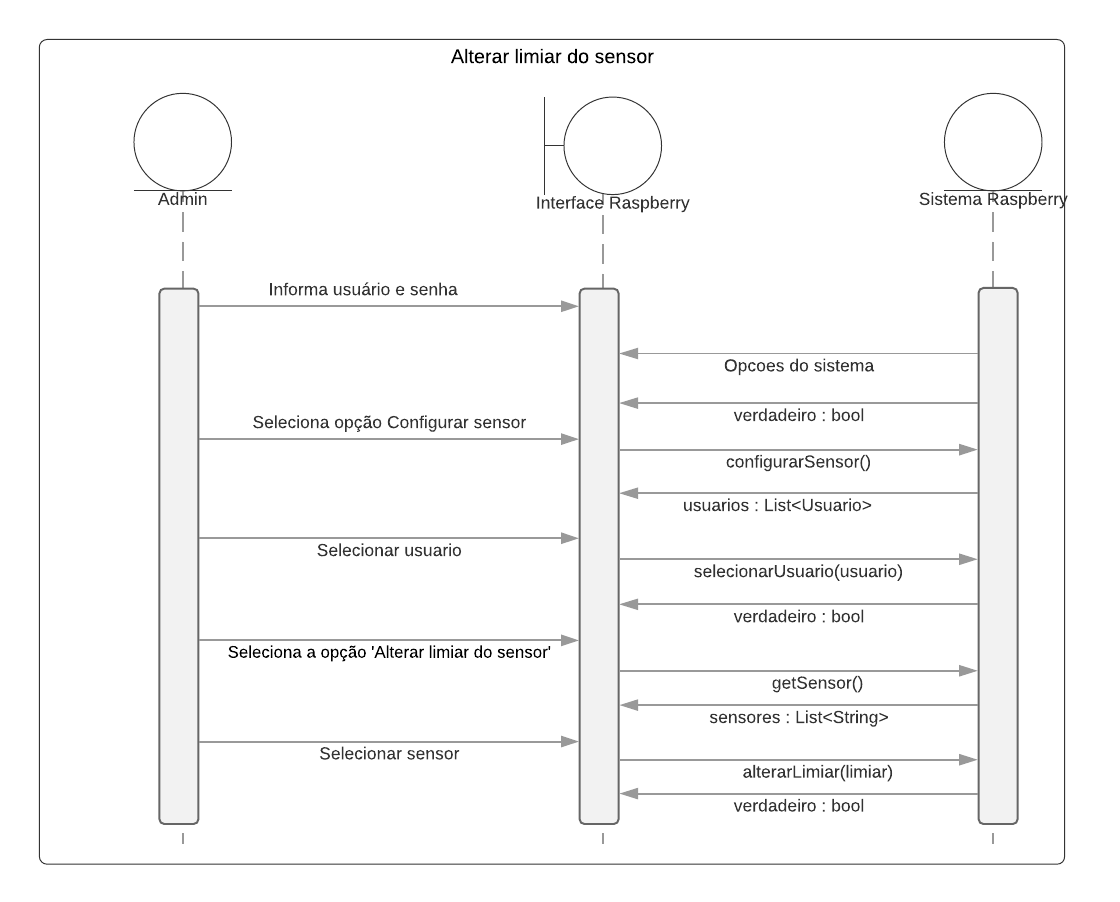 Alterar limiar do sensor
Admin
Interface Raspberry
Sistema Raspberry
Informa usuário e senha
Opcoes do sistema
verdadeiro : bool
Seleciona opção Configurar sensor
configurarSensor()
usuarios : List<Usuario>
Selecionar usuario
selecionarUsuario(usuario)
verdadeiro : bool
Seleciona a opção 'Alterar limiar do sensor'
getSensor()
sensores : List<String>
Selecionar sensor
alterarLimiar(limiar)
verdadeiro : bool